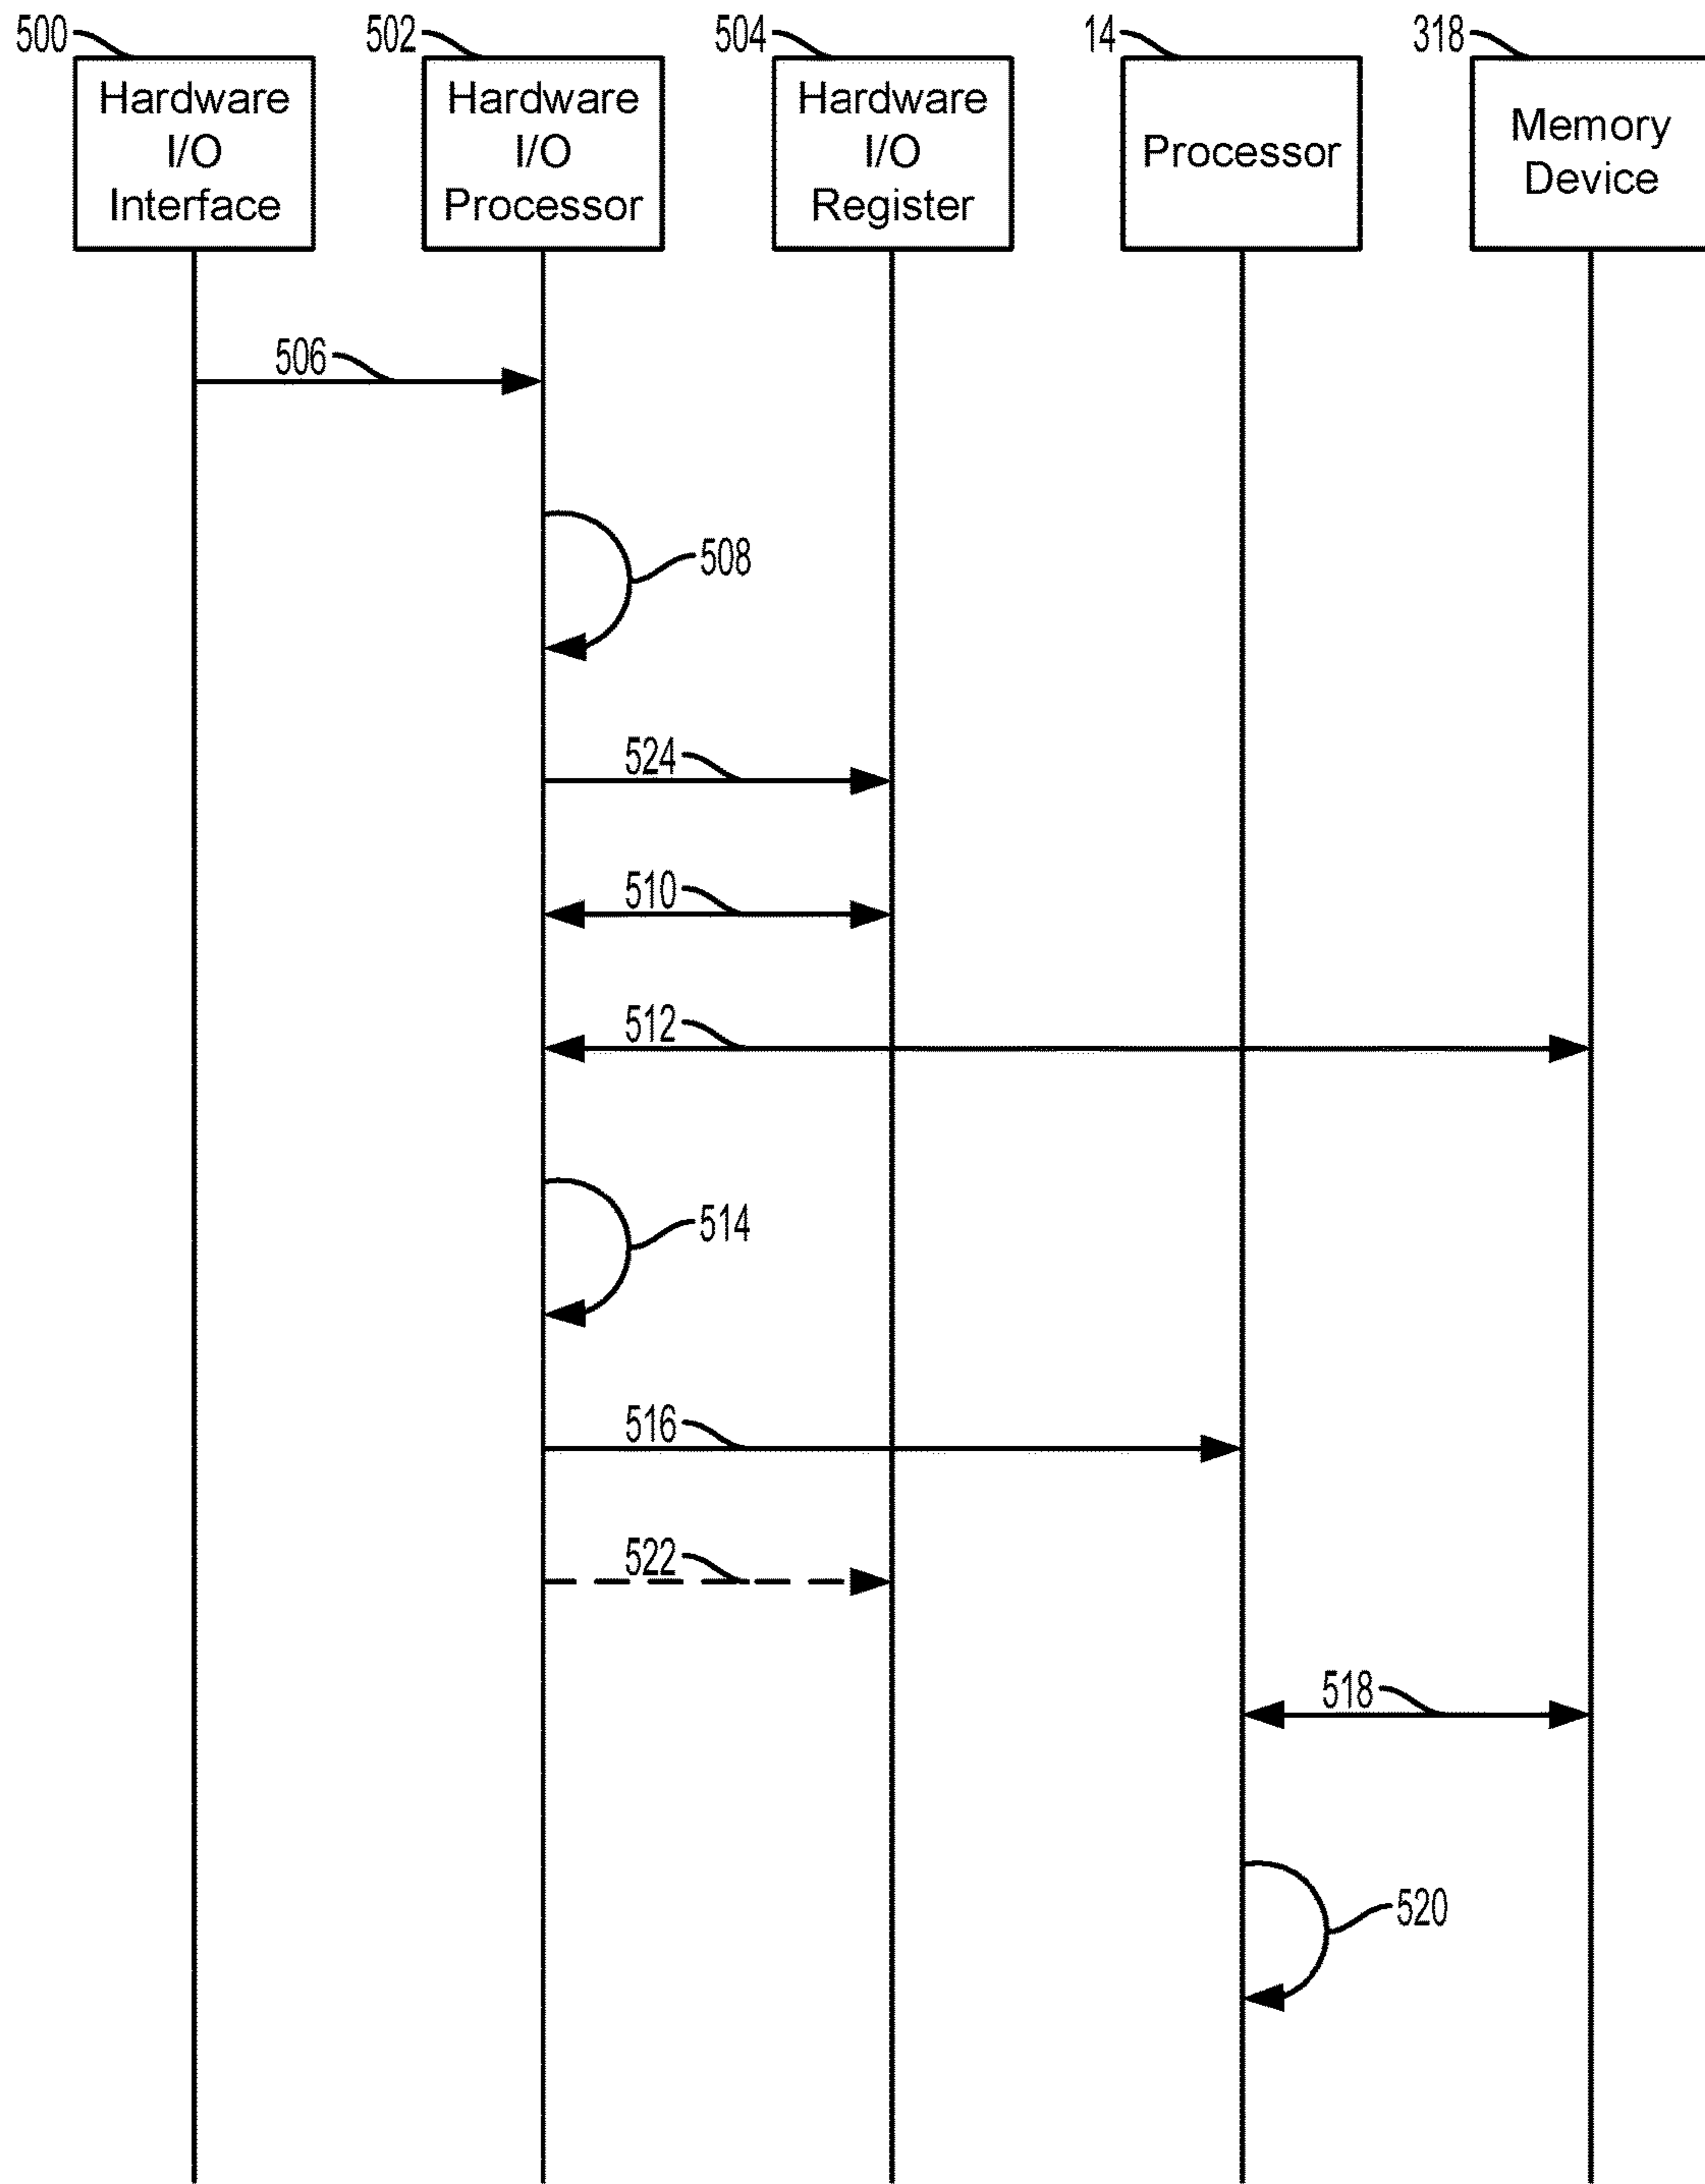 500
502
504
14
318
Hardware
I/O
Interface
Hardware
I/O
Processor
Hardware
I/O
Register
Processor
Memory
Device
506
508
524
510
512
514
516
522
518
520